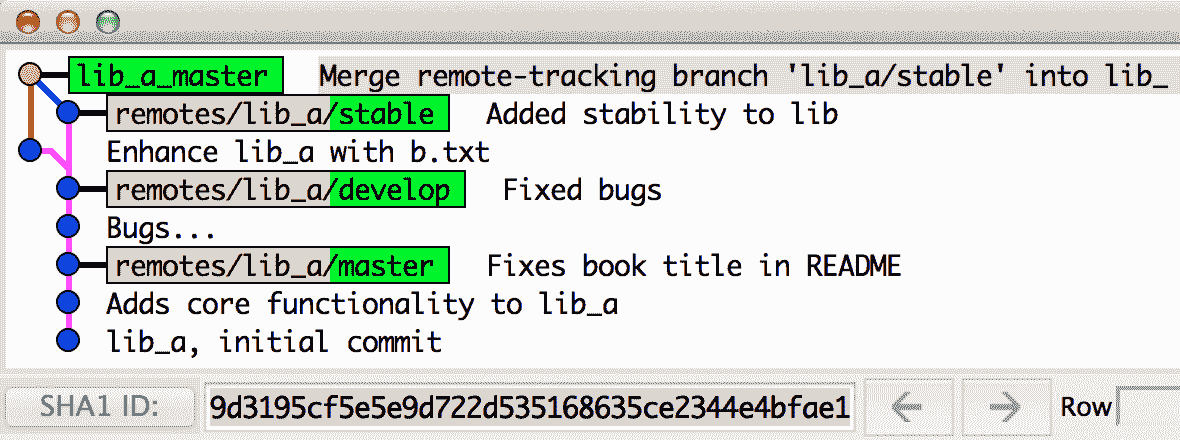 lib_a_master Merge remote-tracking branch 'lib_a/stable' into lib_
remotes/lib_a/stable Added stability to lib
Enhance lib_a with b.txt
remotes/lib_a/develop Fixed bugs
Bugs...
remotes/lib_a/master Fixes book title in README
Adds core functionality to lib_a
lib_a, initial commit
SHA1 ID: 9d3195cf5e5e9d722d535168635ce2344e4bfae1 ← → Row